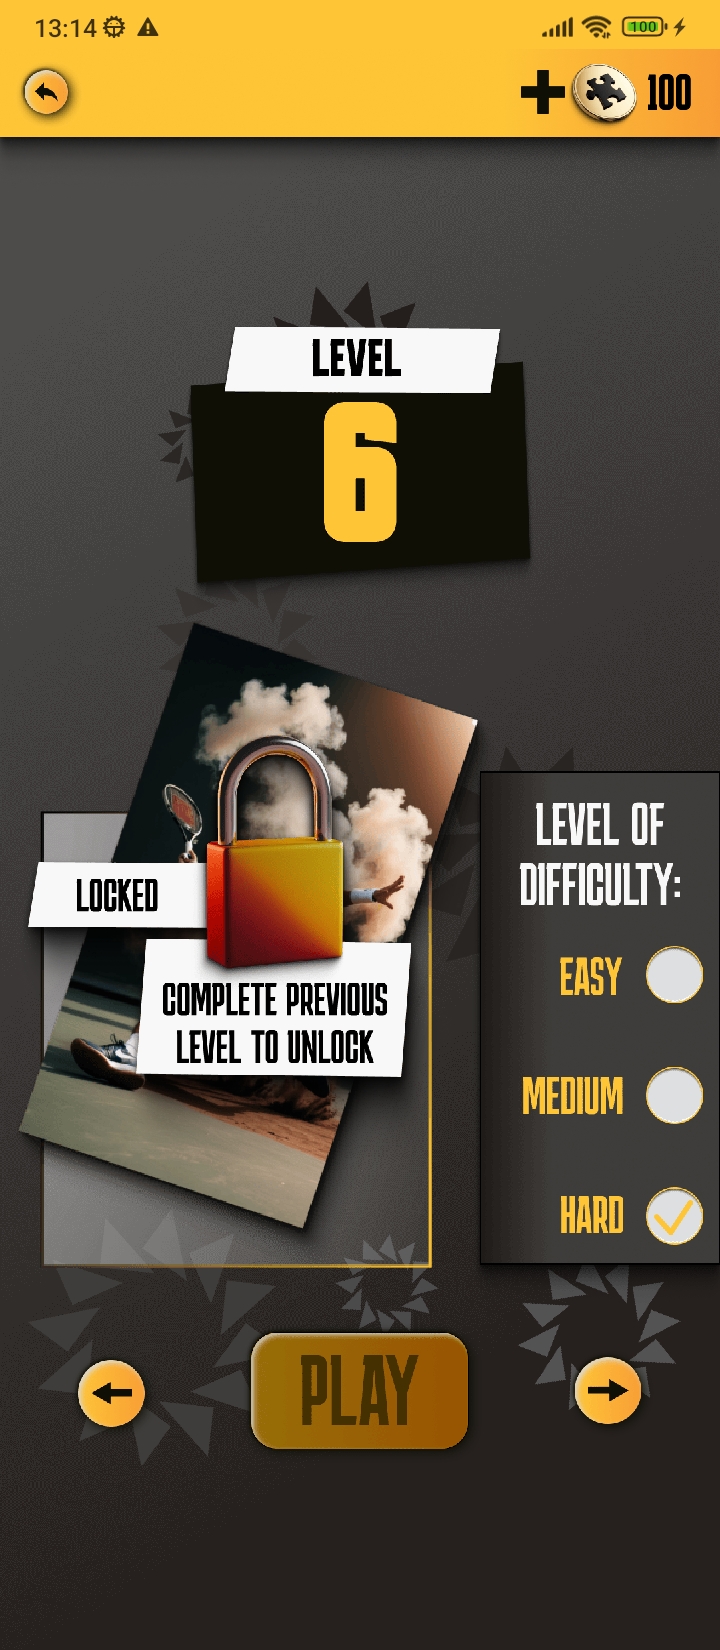 13:14
100
100
LEVEL
6
LOCKED
COMPLETE PREVIOUS
LEVEL TO UNLOCK
LEVEL OF
DIFFICULTY:
EASY
MEDIUM
HARD
PLAY